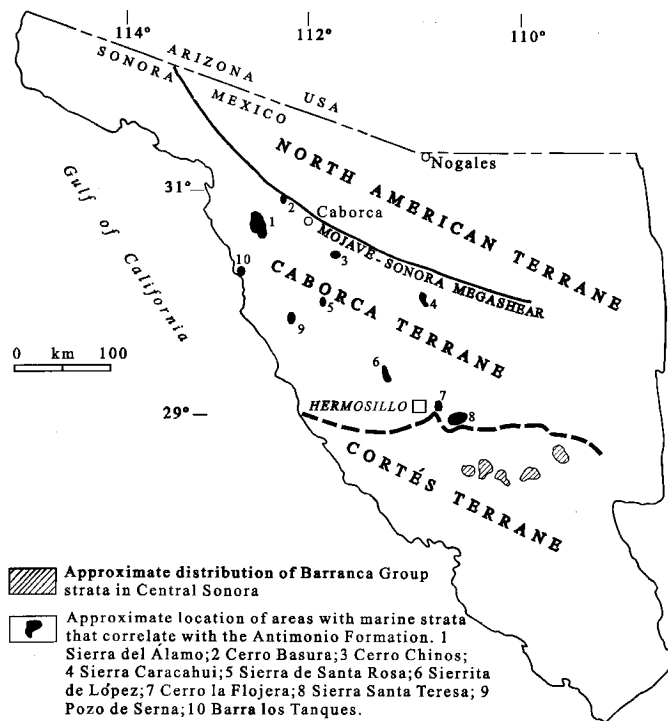 114° 112° 110°
ARIZONA
SONORA
USA
MEXICO
Nogales
NORTH AMERICAN TERRANE
31°
2
Caborca
1
MOJAVE-SONORA MEGASHEAR
3
10
Gulf of California
4
5
CABORCA TERRANE
9
0 km 100
6
HERMOSILLO
7
8
29°
CORTÉS TERRANE
Approximate distribution of Barranca Group
strata in Central Sonora
Approximate location of areas with marine strata
that correlate with the Antimonio Formation. 1
Sierra del Álamo; 2 Cerro Basura; 3 Cerro Chinos;
4 Sierra Caracahui; 5 Sierra de Santa Rosa; 6 Sierrita
de López; 7 Cerro la Flojera; 8 Sierra Santa Teresa; 9
Pozo de Serna; 10 Barra los Tanques.